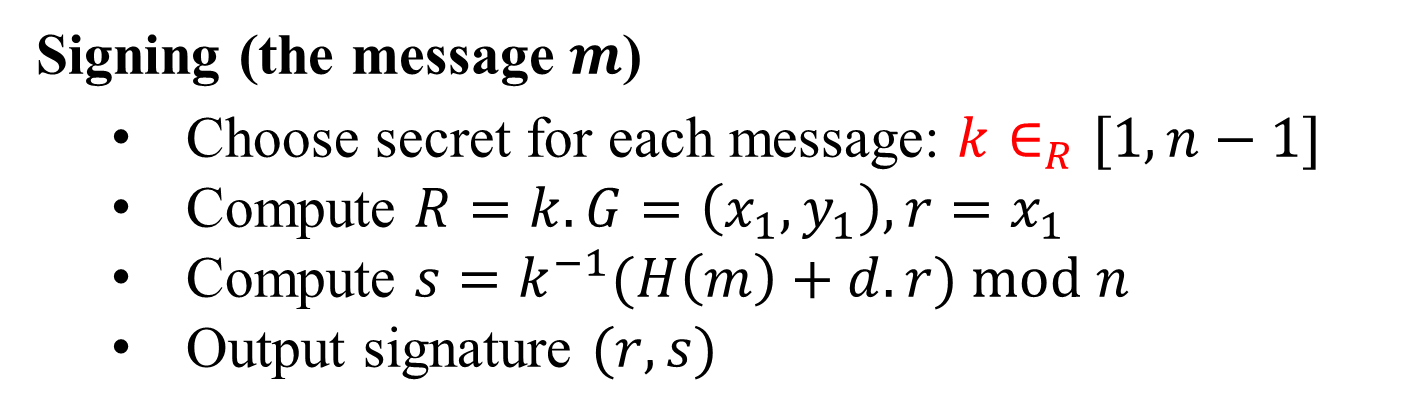 Signing (the message m)
• Choose secret for each message: k ∈R [1, n − 1]
• Compute R = k. G = (x₁, y₁), r = x₁
• Compute s = k⁻¹(H(m) + d. r) mod n
• Output signature (r, s)